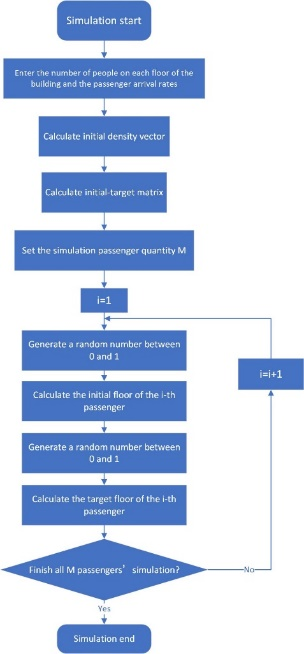 Simulation start
Enter the number of people on each floor of the
building and the passenger arrival rates
Calculate initial density vector
Calculate initial-target matrix
Set the simulation passenger quantity M
i=1
Generate a random number between
0 and 1
i=i+1
Calculate the initial floor of the i-th
passenger
Generate a random number between
0 and 1
Calculate the target floor of the i-th
passenger
Finish all M passengers' simulation?
No
Yes
Simulation end